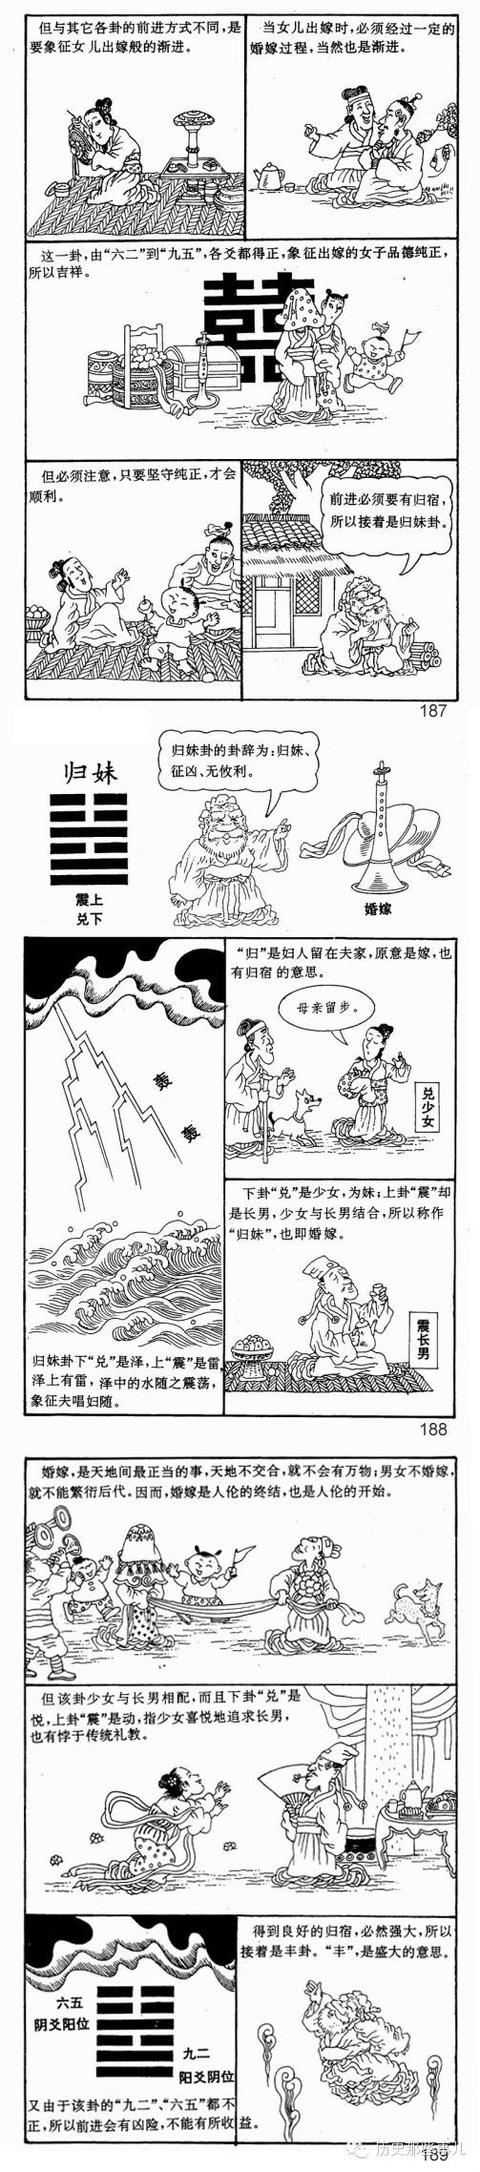 但与其它各卦的前进方式不同，是
要象征女儿出嫁般的渐进。
当女儿出嫁时，必须经过一定的
婚嫁过程，当然也是渐进。
这一卦，由“六二”到“九五”，各爻都得正，象征出嫁的女子品德纯正，
所以吉祥。
囍
但必须注意，只要坚守纯正，才会
顺利。
前进必须要有归宿，
所以接着是归妹卦。
187
归妹
震上
兑下
归妹卦的卦辞为：归妹、
征凶、无攸利。
婚嫁
轰
轰
归妹卦下“兑”是泽，上“震”是雷，
泽上有雷，泽中的水随之震荡，
象征夫唱妇随。
“归”是妇人留在夫家，原意是嫁，也
有归宿的意思。
母亲留步。
兑少女
下卦“兑”是少女，为妹；上卦“震”却
是长男，少女与长男结合，所以称作
“归妹”，也即婚嫁。
震长男
188
婚嫁，是天地间最正当的事，天地不交合，就不会有万物；男女不婚嫁，
就不能繁衍后代。因而，婚嫁是人伦的终结，也是人伦的开始。
但该卦少女与长男相配，而且下卦“兑”是
悦，上卦“震”是动，指少女喜悦地追求长男，
也有悖于传统礼教。
六五
阴爻阳位
九二
阳爻阴位
又由于该卦的“九二”、“六五”都不
正，所以前进会有凶险，不能有所收益。
得到良好的归宿，必然强大，所以
接着是丰卦。“丰”，是盛大的意思。
189